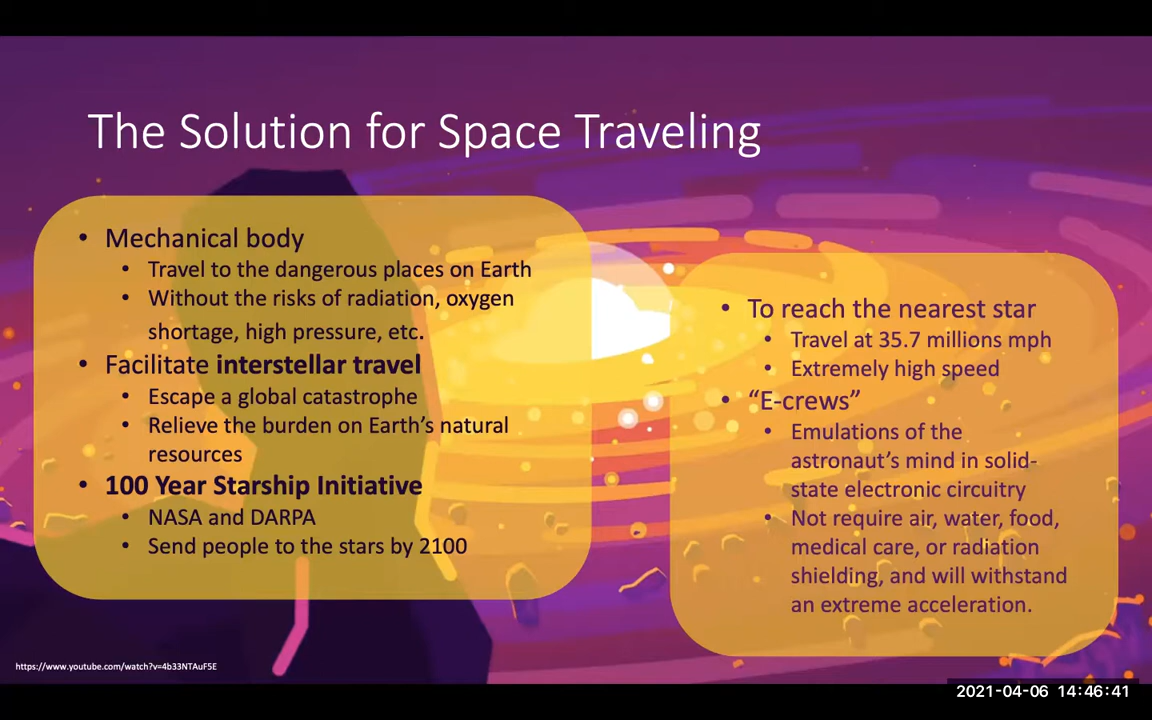 The Solution for Space Traveling
• Mechanical body
• Travel to the dangerous places on Earth
• Without the risks of radiation, oxygen
shortage, high pressure, etc.
• Facilitate interstellar travel
• Escape a global catastrophe
• Relieve the burden on Earth's natural
resources
• 100 Year Starship Initiative
• NASA and DARPA
• Send people to the stars by 2100
• To reach the nearest star
• Travel at 35.7 millions mph
• Extremely high speed
• “E-crews”
• Emulations of the
astronaut's mind in solid-
state electronic circuitry
• Not require air, water, food,
medical care, or radiation
shielding, and will withstand
an extreme acceleration.
https://www.youtube.com/watch?v=4b33NTAuF5E
2021-04-06 14:46:41